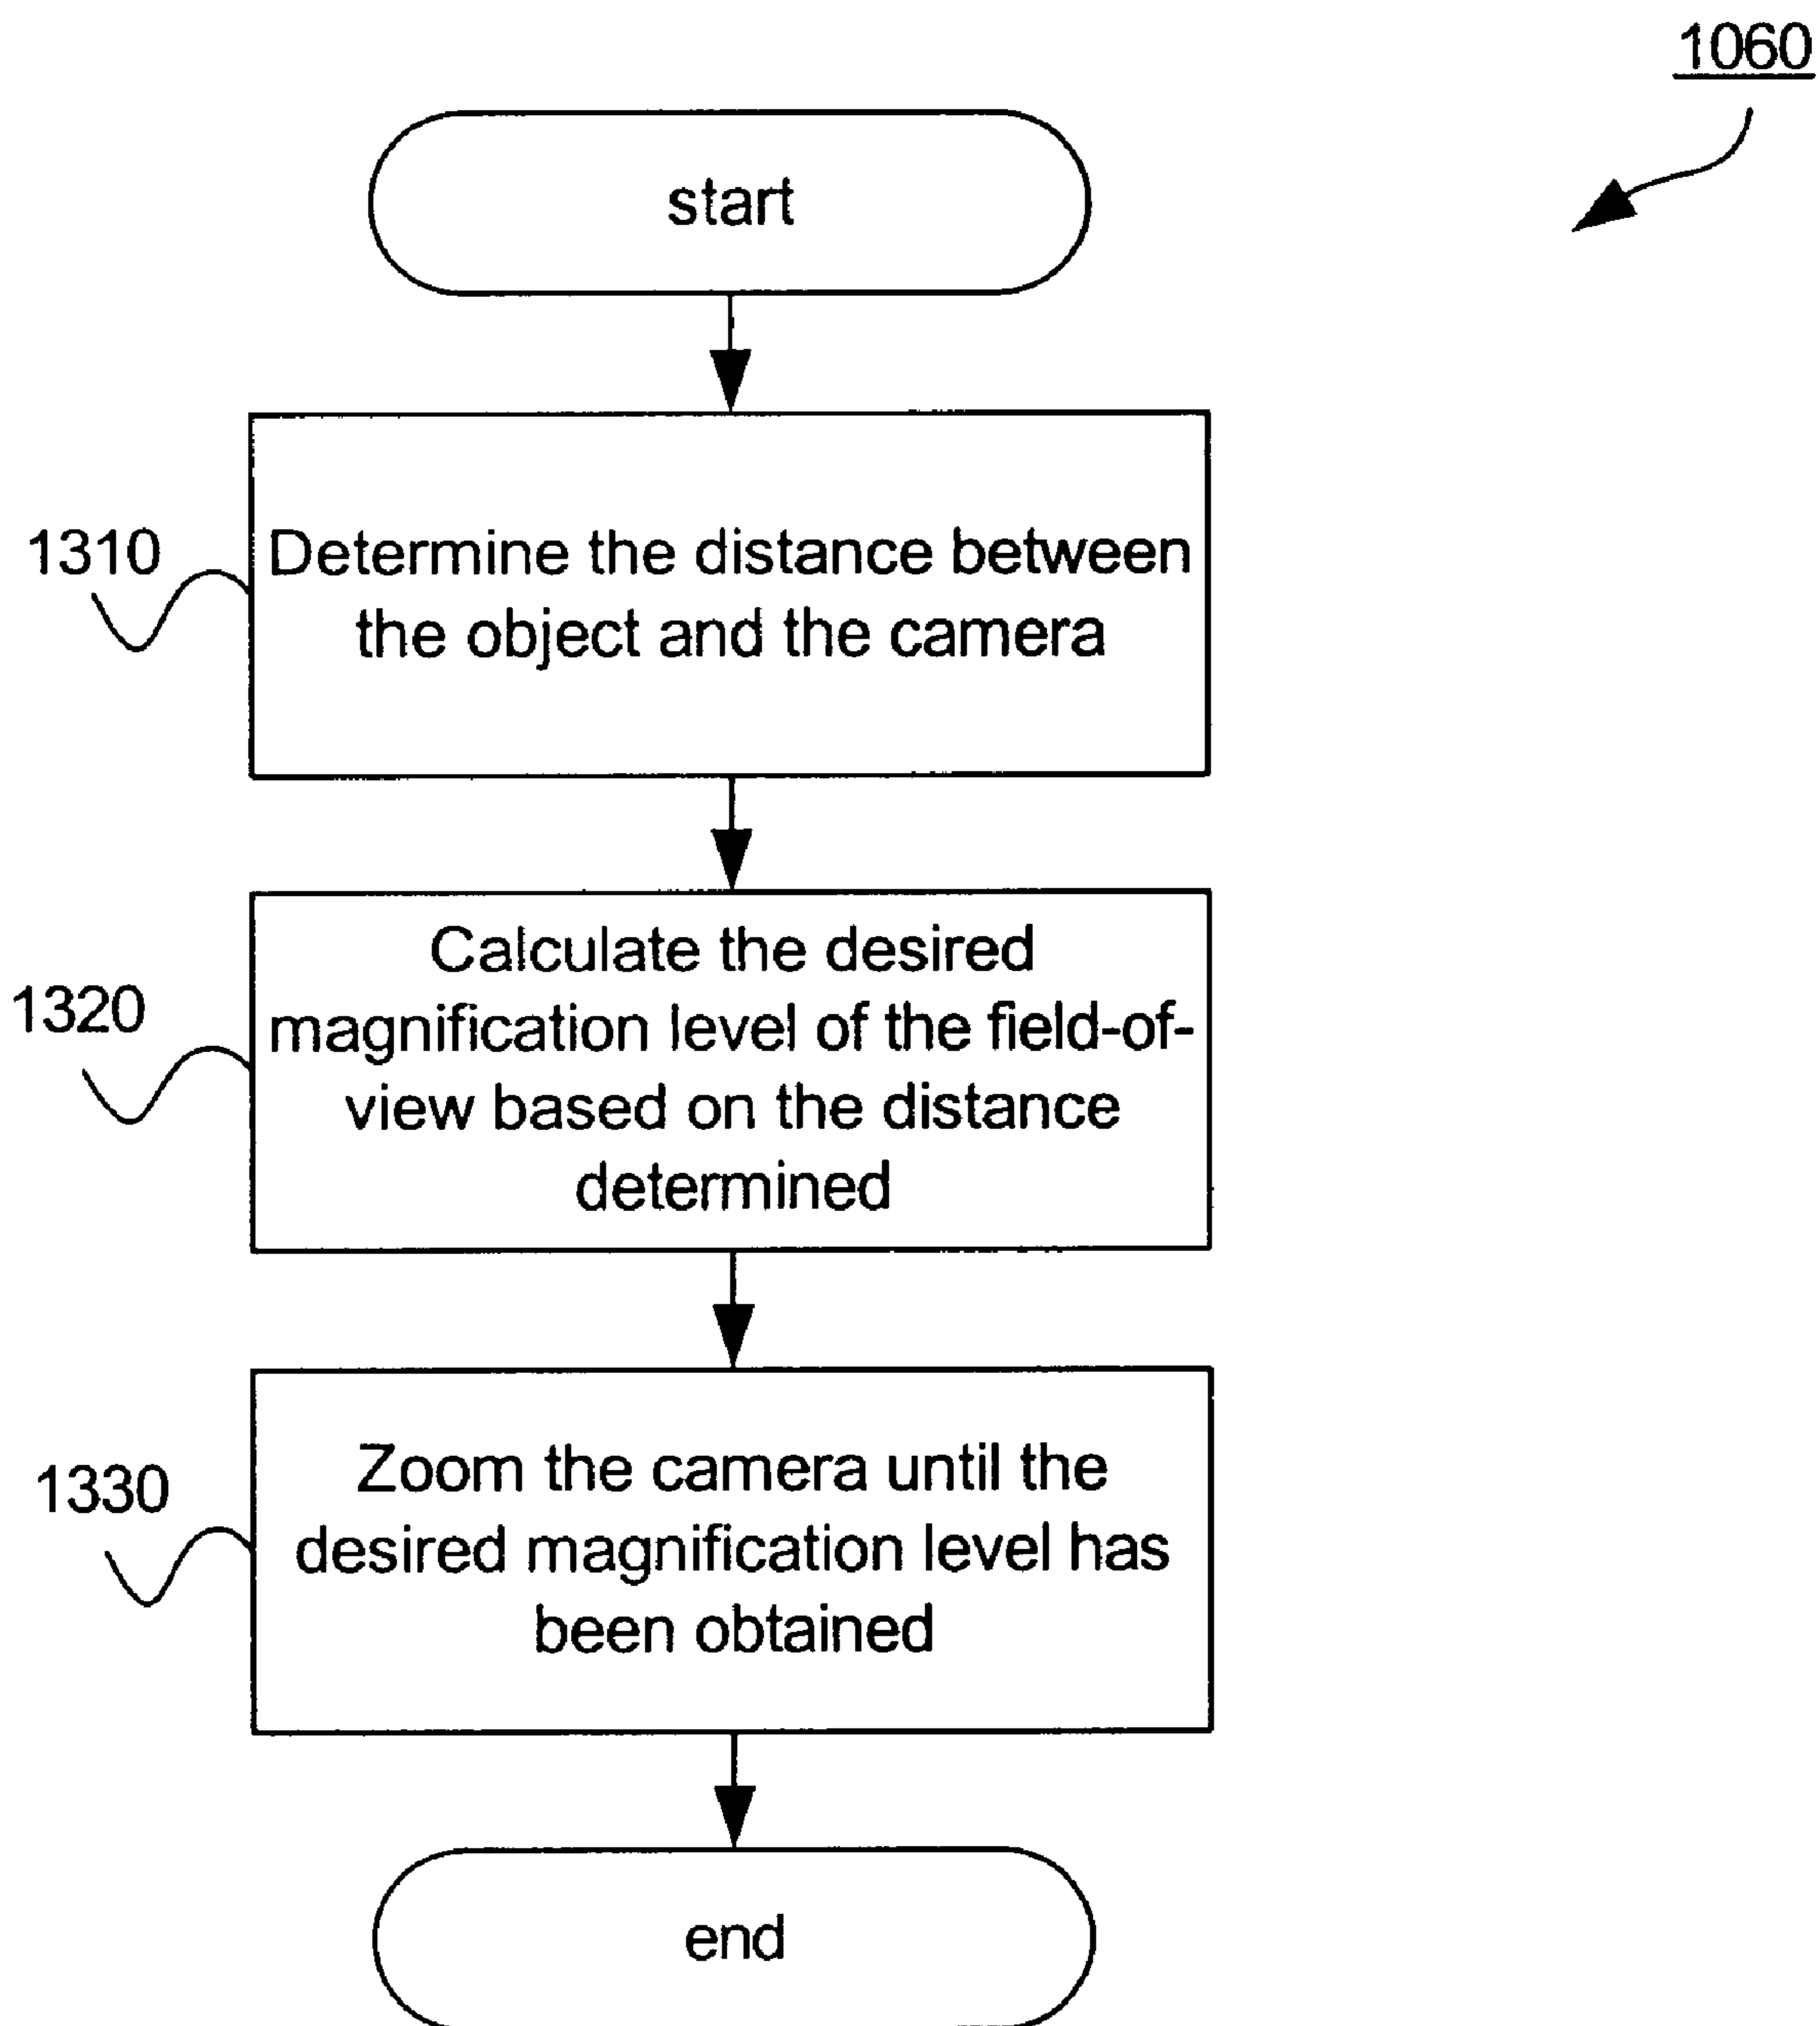 1060
start
1310
Determine the distance between
the object and the camera
1320
Calculate the desired
magnification level of the field-of-
view based on the distance
determined
1330
Zoom the camera until the
desired magnification level has
been obtained
end